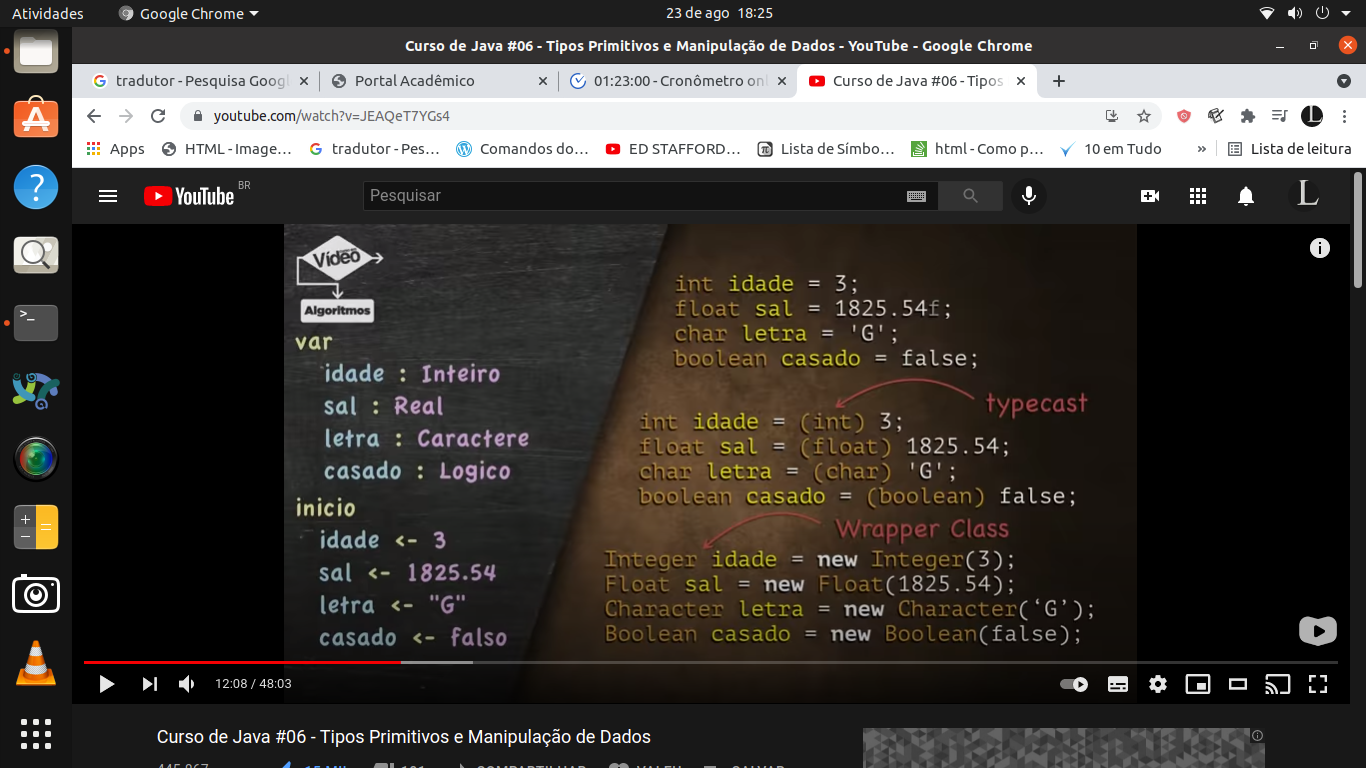 Atividades
Google Chrome
23 de ago 18:25
Curso de Java #06 - Tipos Primitivos e Manipulação de Dados - YouTube - Google Chrome
tradutor - Pesquisa Googl
Portal Acadêmico
01:23:00 - Cronômetro onl
Curso de Java #06 - Tipos
youtube.com/watch?v=JEAQeT7YGs4
Apps
HTML - Image...
tradutor - Pes...
Comandos do...
ED STAFFORD...
Lista de Símbo...
html - Como p...
10 em Tudo
»
Lista de leitura
YouTube BR
Pesquisar
L
Vídeo
Algoritmos
var
idade : Inteiro
sal : Real
letra : Caractere
casado : Logico
inicio
idade <- 3
sal <- 1825.54
letra <- "G"
casado <- falso
int idade = 3;
float sal = 1825.54f;
char letra = 'G';
boolean casado = false;
typecast
int idade = (int) 3;
float sal = (float) 1825.54;
char letra = (char) 'G';
boolean casado = (boolean) false;
Wrapper Class
Integer idade = new Integer(3);
Float sal = new Float(1825.54);
Character letra = new Character(‘G’);
Boolean casado = new Boolean(false);
12:08 / 48:03
Curso de Java #06 - Tipos Primitivos e Manipulação de Dados